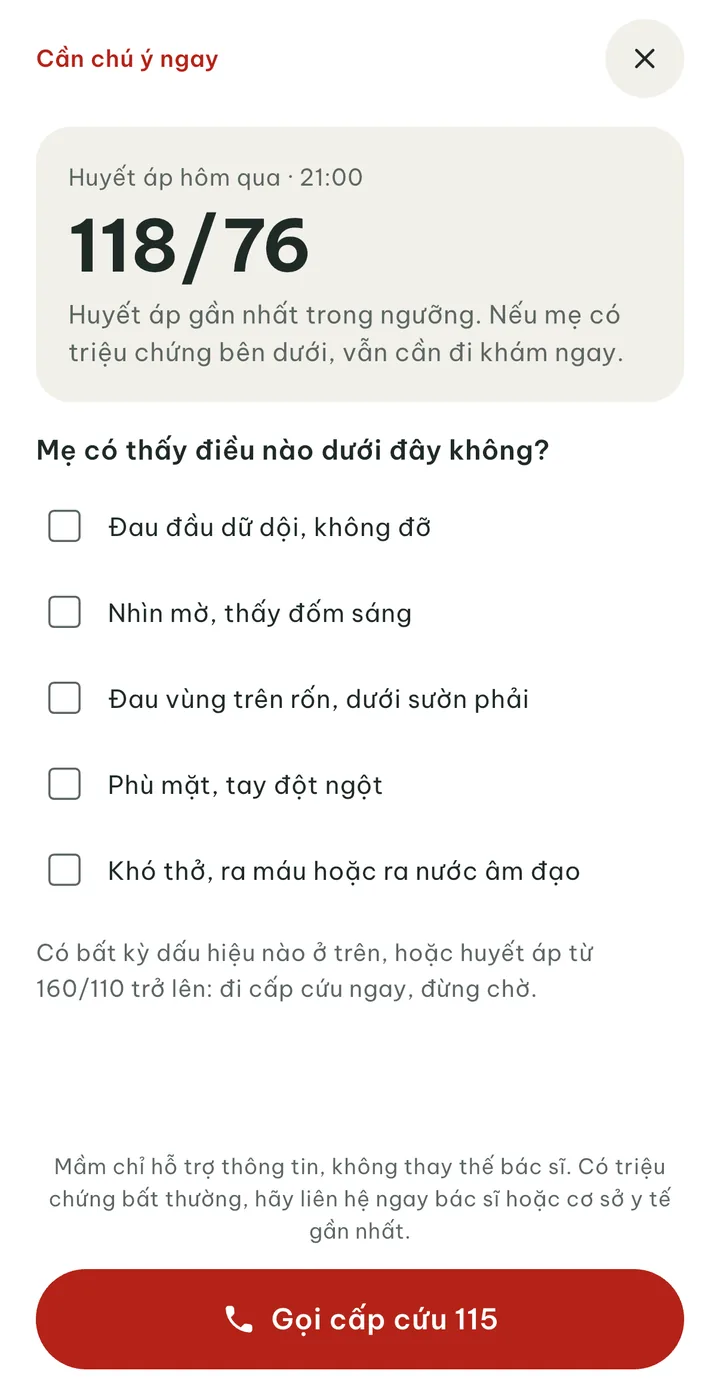 Cần chú ý ngay
Huyết áp hôm qua · 21:00
118/76
Huyết áp gần nhất trong ngưỡng. Nếu mẹ có
triệu chứng bên dưới, vẫn cần đi khám ngay.
Mẹ có thấy điều nào dưới đây không?
Đau đầu dữ dội, không đỡ
Nhìn mờ, thấy đốm sáng
Đau vùng trên rốn, dưới sườn phải
Phù mặt, tay đột ngột
Khó thở, ra máu hoặc ra nước âm đạo
Có bất kỳ dấu hiệu nào ở trên, hoặc huyết áp từ
160/110 trở lên: đi cấp cứu ngay, đừng chờ.
Mầm chỉ hỗ trợ thông tin, không thay thế bác sĩ. Có triệu
chứng bất thường, hãy liên hệ ngay bác sĩ hoặc cơ sở y tế
gần nhất.
Gọi cấp cứu 115